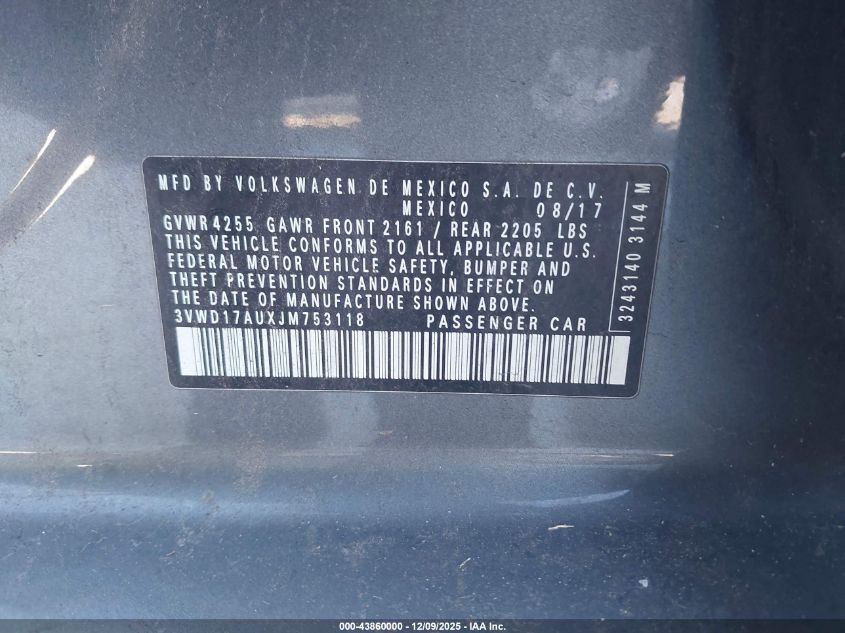 MFD BY VOLKSWAGEN DE MEXICO S.A. DE C.V.
MEXICO 08/17
GVWR 4255 GAWR FRONT 2161 / REAR 2205 LBS
THIS VEHICLE CONFORMS TO ALL APPLICABLE U.S.
FEDERAL MOTOR VEHICLE SAFETY, BUMPER AND
THEFT PREVENTION STANDARDS IN EFFECT ON
THE DATE OF MANUFACTURE SHOWN ABOVE.
3VWD17AUXJM753118 PASSENGER CAR
3243140 3144 M
000-43860000 - 12/09/2025 - IAA Inc.